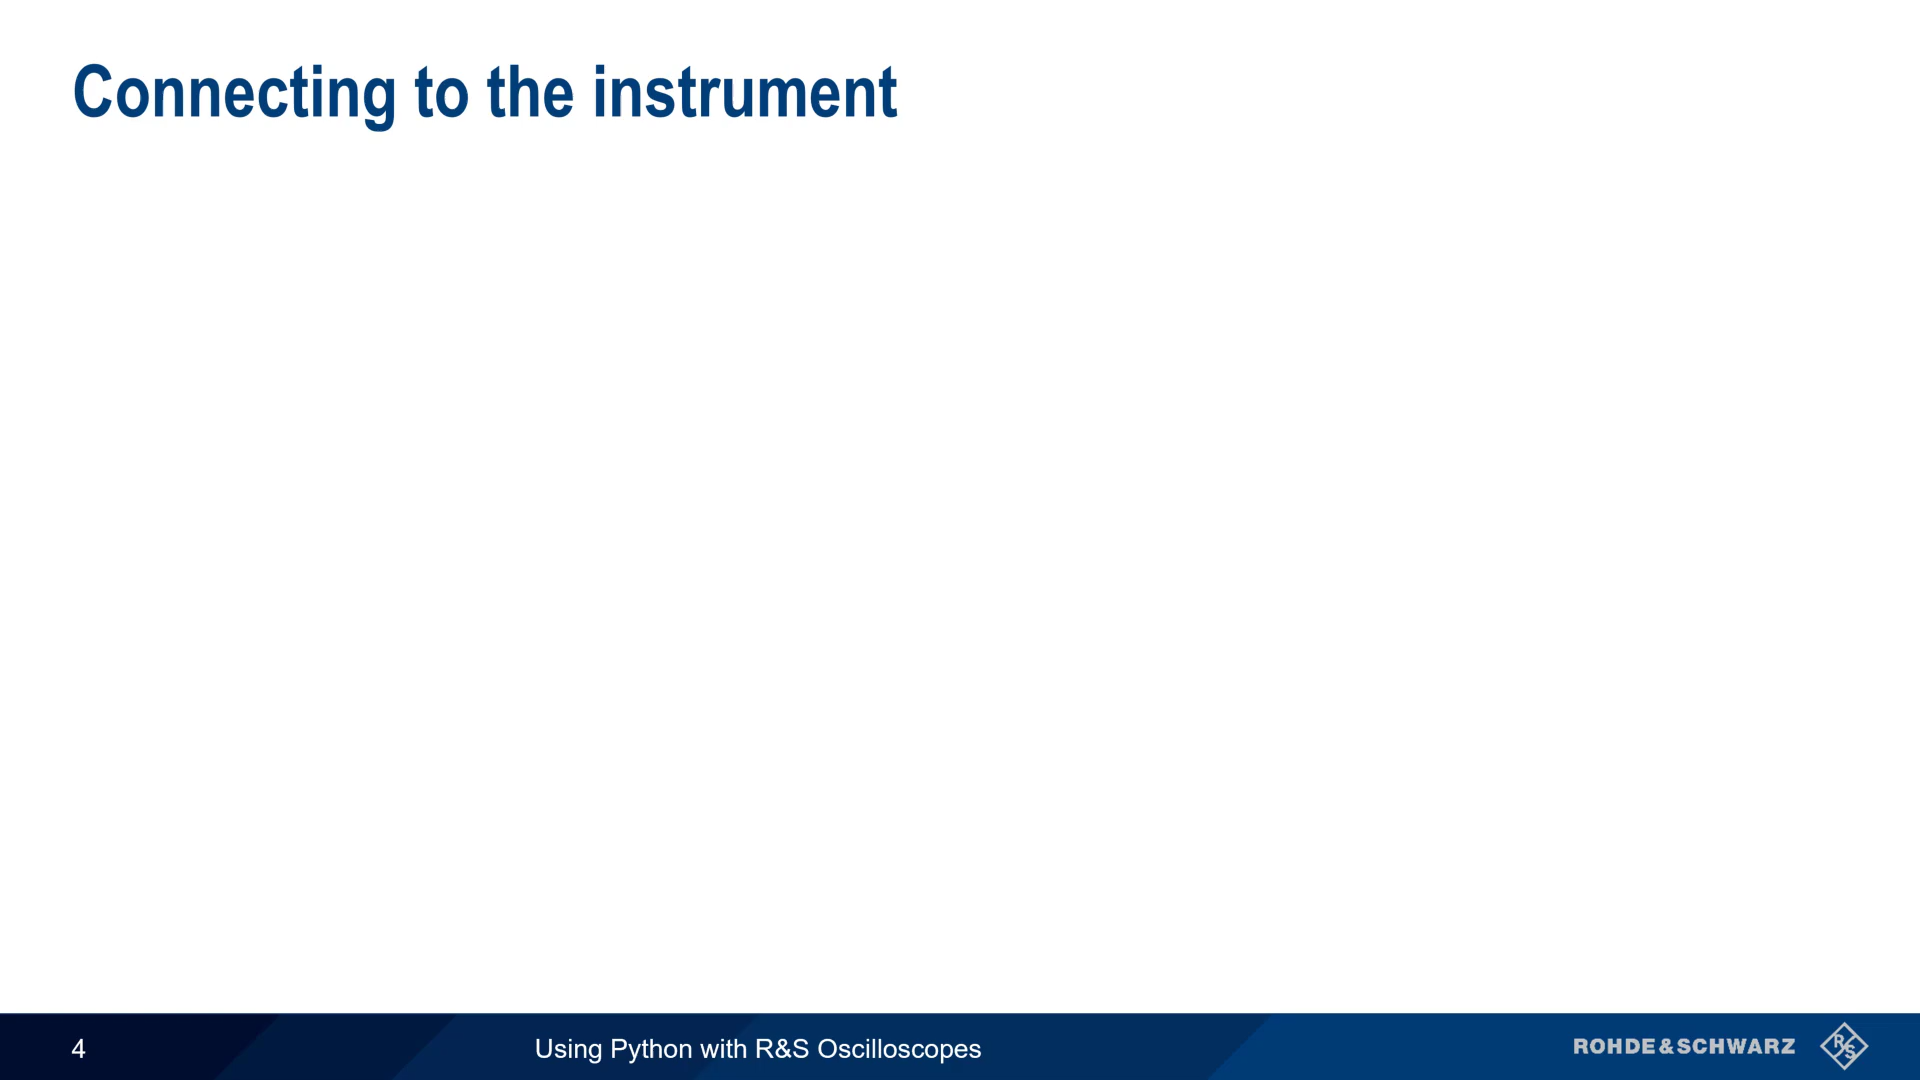 Connecting to the instrument
4
Using Python with R&S Oscilloscopes
ROHDE&SCHWARZ
R
S